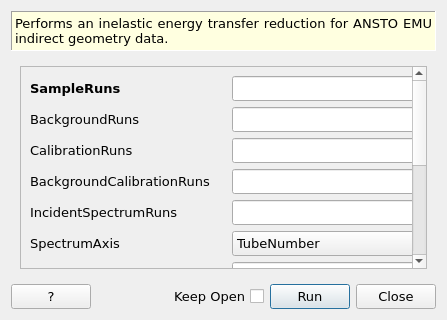 Performs an inelastic energy transfer reduction for ANSTO EMU
indirect geometry data.
SampleRuns
BackgroundRuns
CalibrationRuns
BackgroundCalibrationRuns
IncidentSpectrumRuns
SpectrumAxis TubeNumber
? Keep Open Run Close